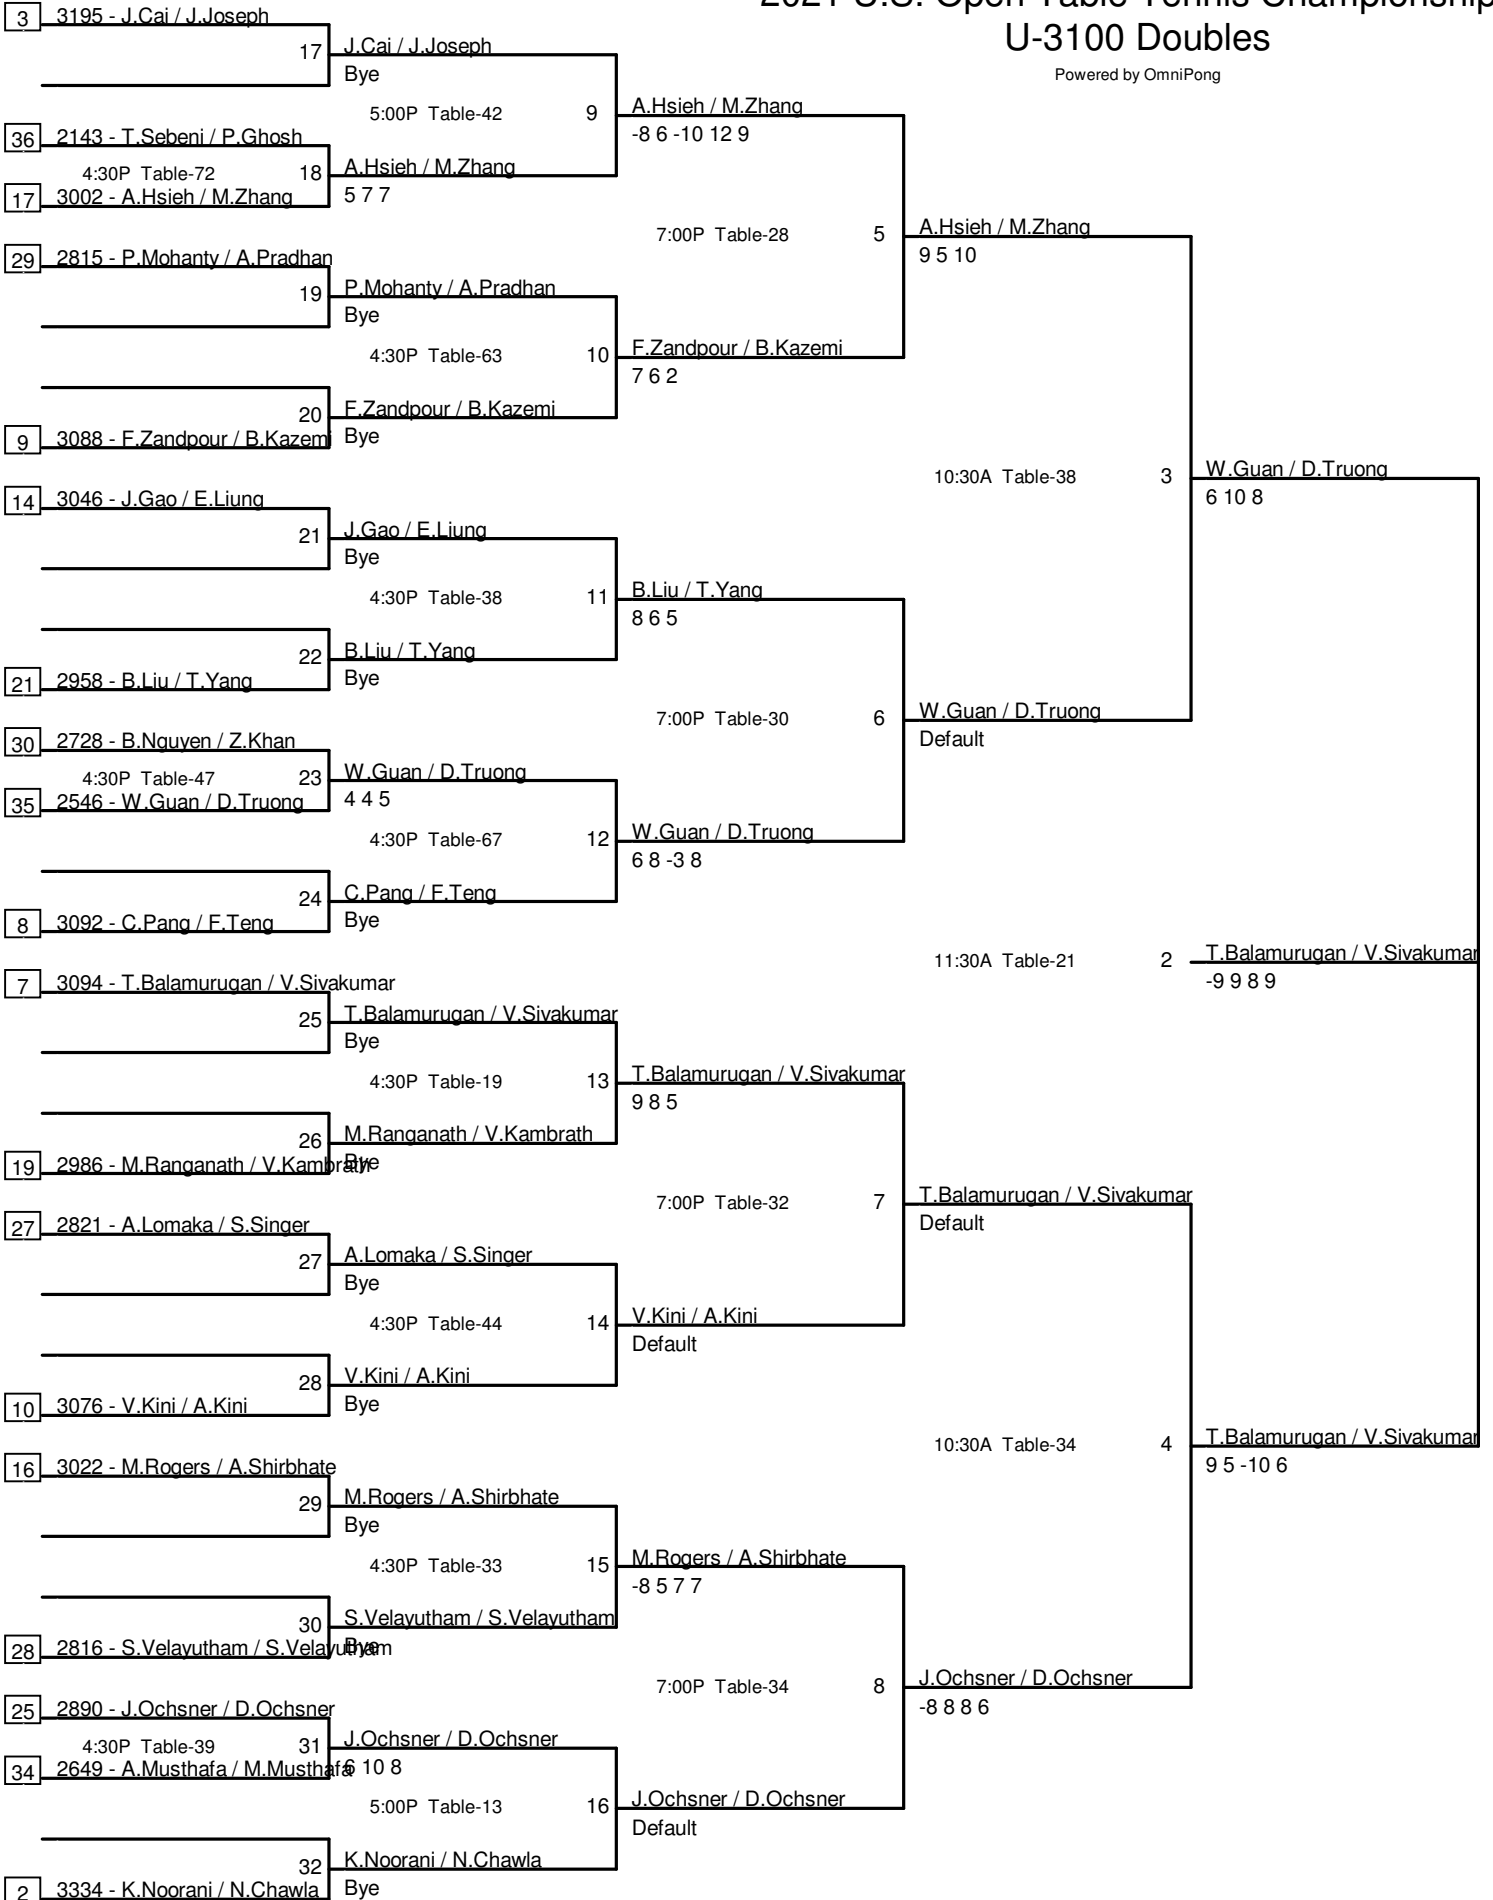 2021 U.S. Open Table Tennis Championship
U-3100 Doubles
Powered by OmniPong
3 3195 - J.Cai / J.Joseph
17 J.Cai / J.Joseph
Bye
5:00P Table-42 9 A.Hsieh / M.Zhang
-8 6 -10 12 9
36 2143 - T.Sebeni / P.Ghosh
4:30P Table-72 18 A.Hsieh / M.Zhang
5 7 7
17 3002 - A.Hsieh / M.Zhang
7:00P Table-28 5 A.Hsieh / M.Zhang
9 5 10
29 2815 - P.Mohanty / A.Pradhan
19 P.Mohanty / A.Pradhan
Bye
4:30P Table-63 10 F.Zandpour / B.Kazemi
7 6 2
20 F.Zandpour / B.Kazemi
Bye
9 3088 - F.Zandpour / B.Kazemi
10:30A Table-38 3 W.Guan / D.Truong
6 10 8
14 3046 - J.Gao / E.Liung
21 J.Gao / E.Liung
Bye
4:30P Table-38 11 B.Liu / T.Yang
8 6 5
22 B.Liu / T.Yang
Bye
21 2958 - B.Liu / T.Yang
7:00P Table-30 6 W.Guan / D.Truong
Default
30 2728 - B.Nguyen / Z.Khan
4:30P Table-47 23 W.Guan / D.Truong
4 4 5
35 2546 - W.Guan / D.Truong
4:30P Table-67 12 W.Guan / D.Truong
6 8 -3 8
24 C.Pang / F.Teng
Bye
8 3092 - C.Pang / F.Teng
11:30A Table-21 2 T.Balamurugan / V.Sivakumar
-9 9 8 9
7 3094 - T.Balamurugan / V.Sivakumar
25 T.Balamurugan / V.Sivakumar
Bye
4:30P Table-19 13 T.Balamurugan / V.Sivakumar
9 8 5
26 M.Ranganath / V.Kambrath
Bye
19 2986 - M.Ranganath / V.Kambrath
7:00P Table-32 7 T.Balamurugan / V.Sivakumar
Default
27 2821 - A.Lomaka / S.Singer
27 A.Lomaka / S.Singer
Bye
4:30P Table-44 14 V.Kini / A.Kini
Default
28 V.Kini / A.Kini
Bye
10 3076 - V.Kini / A.Kini
10:30A Table-34 4 T.Balamurugan / V.Sivakumar
9 5 -10 6
16 3022 - M.Rogers / A.Shirbhate
29 M.Rogers / A.Shirbhate
Bye
4:30P Table-33 15 M.Rogers / A.Shirbhate
-8 5 7 7
30 S.Velayutham / S.Velayutham
Bye
28 2816 - S.Velayutham / S.Velayutham
7:00P Table-34 8 J.Ochsner / D.Ochsner
-8 8 8 6
25 2890 - J.Ochsner / D.Ochsner
4:30P Table-39 31 J.Ochsner / D.Ochsner
6 10 8
34 2649 - A.Musthafa / M.Musthafa
5:00P Table-13 16 J.Ochsner / D.Ochsner
Default
32 K.Noorani / N.Chawla
Bye
2 3334 - K.Noorani / N.Chawla